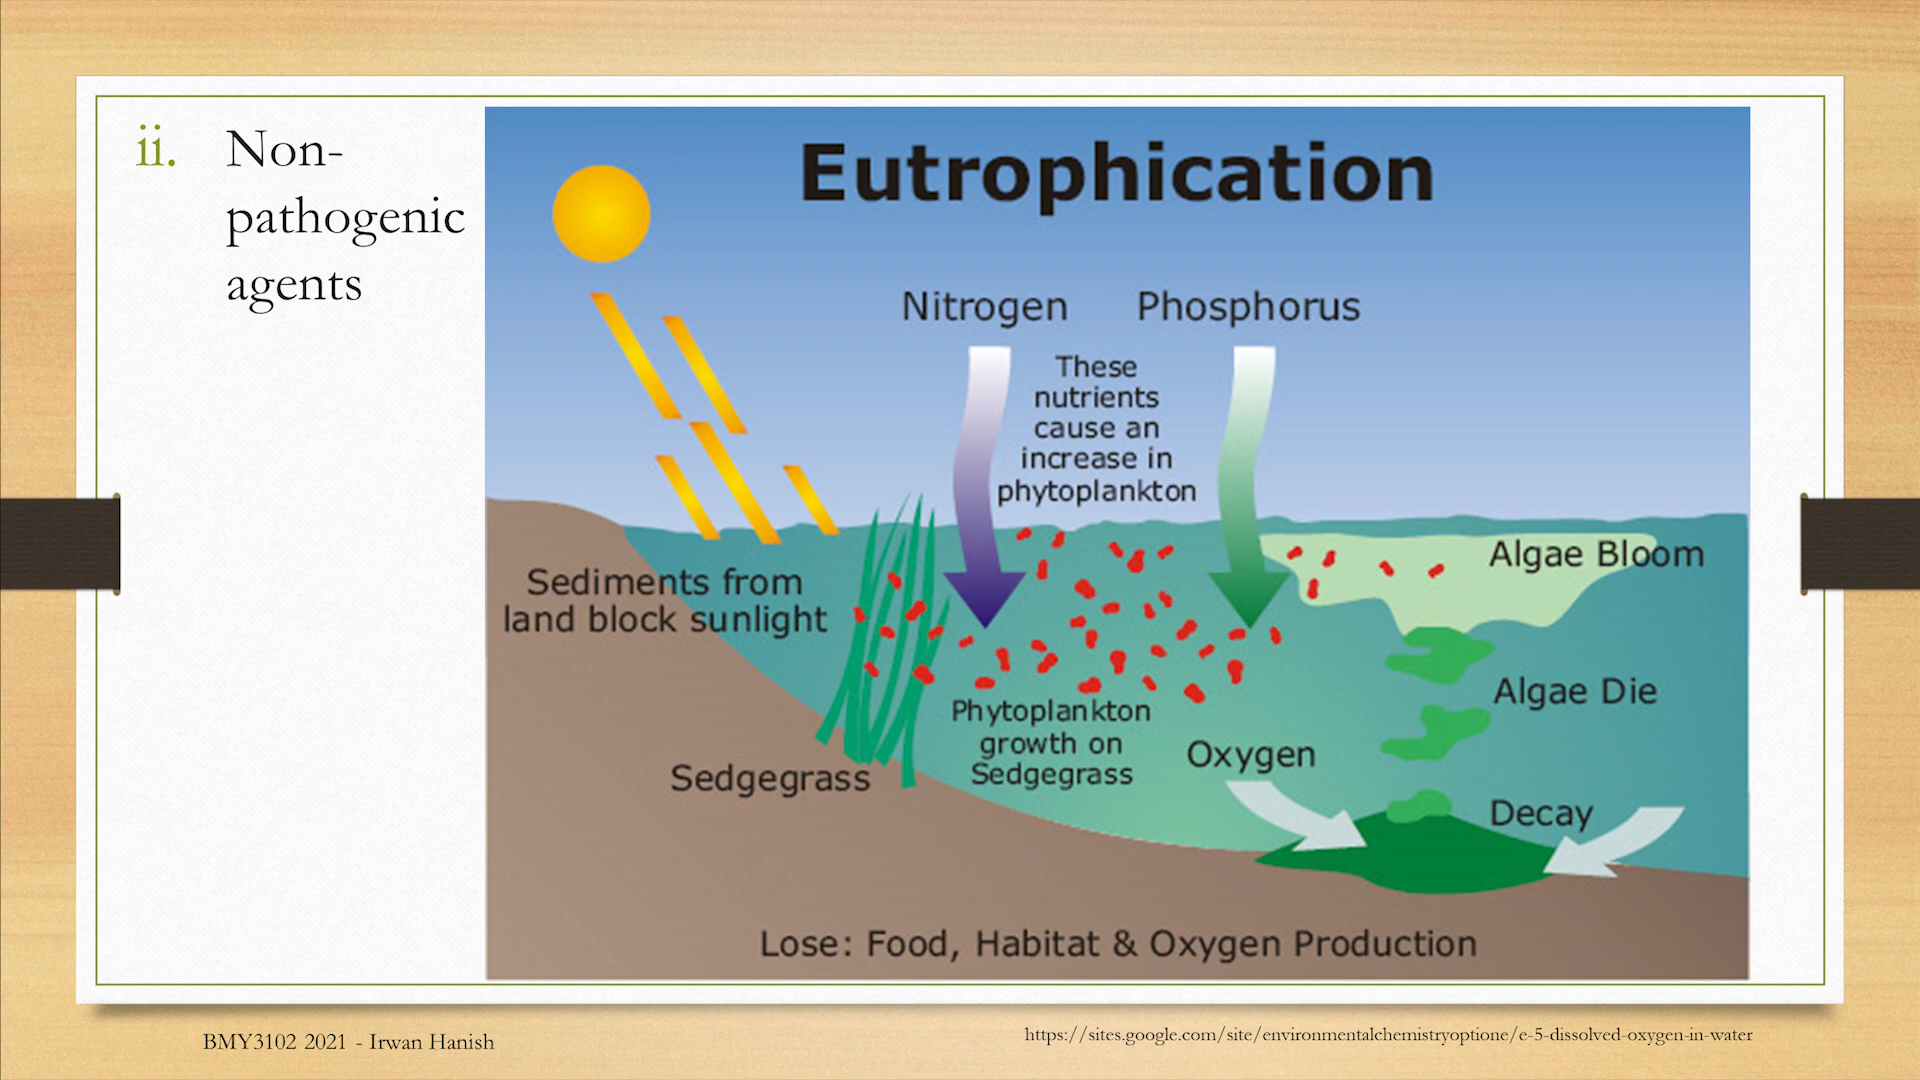 ii. Non-
pathogenic
agents
Eutrophication
Nitrogen
Phosphorus
These
nutrients
cause an
increase in
phytoplankton
Sediments from
land block sunlight
Algae Bloom
Algae Die
Phytoplankton
growth on
Sedgegrass
Oxygen
Sedgegrass
Decay
Lose: Food, Habitat & Oxygen Production
BMY3102 2021 - Irwan Hanish
https://sites.google.com/site/environmentalchemistryoptione/e-5-dissolved-oxygen-in-water